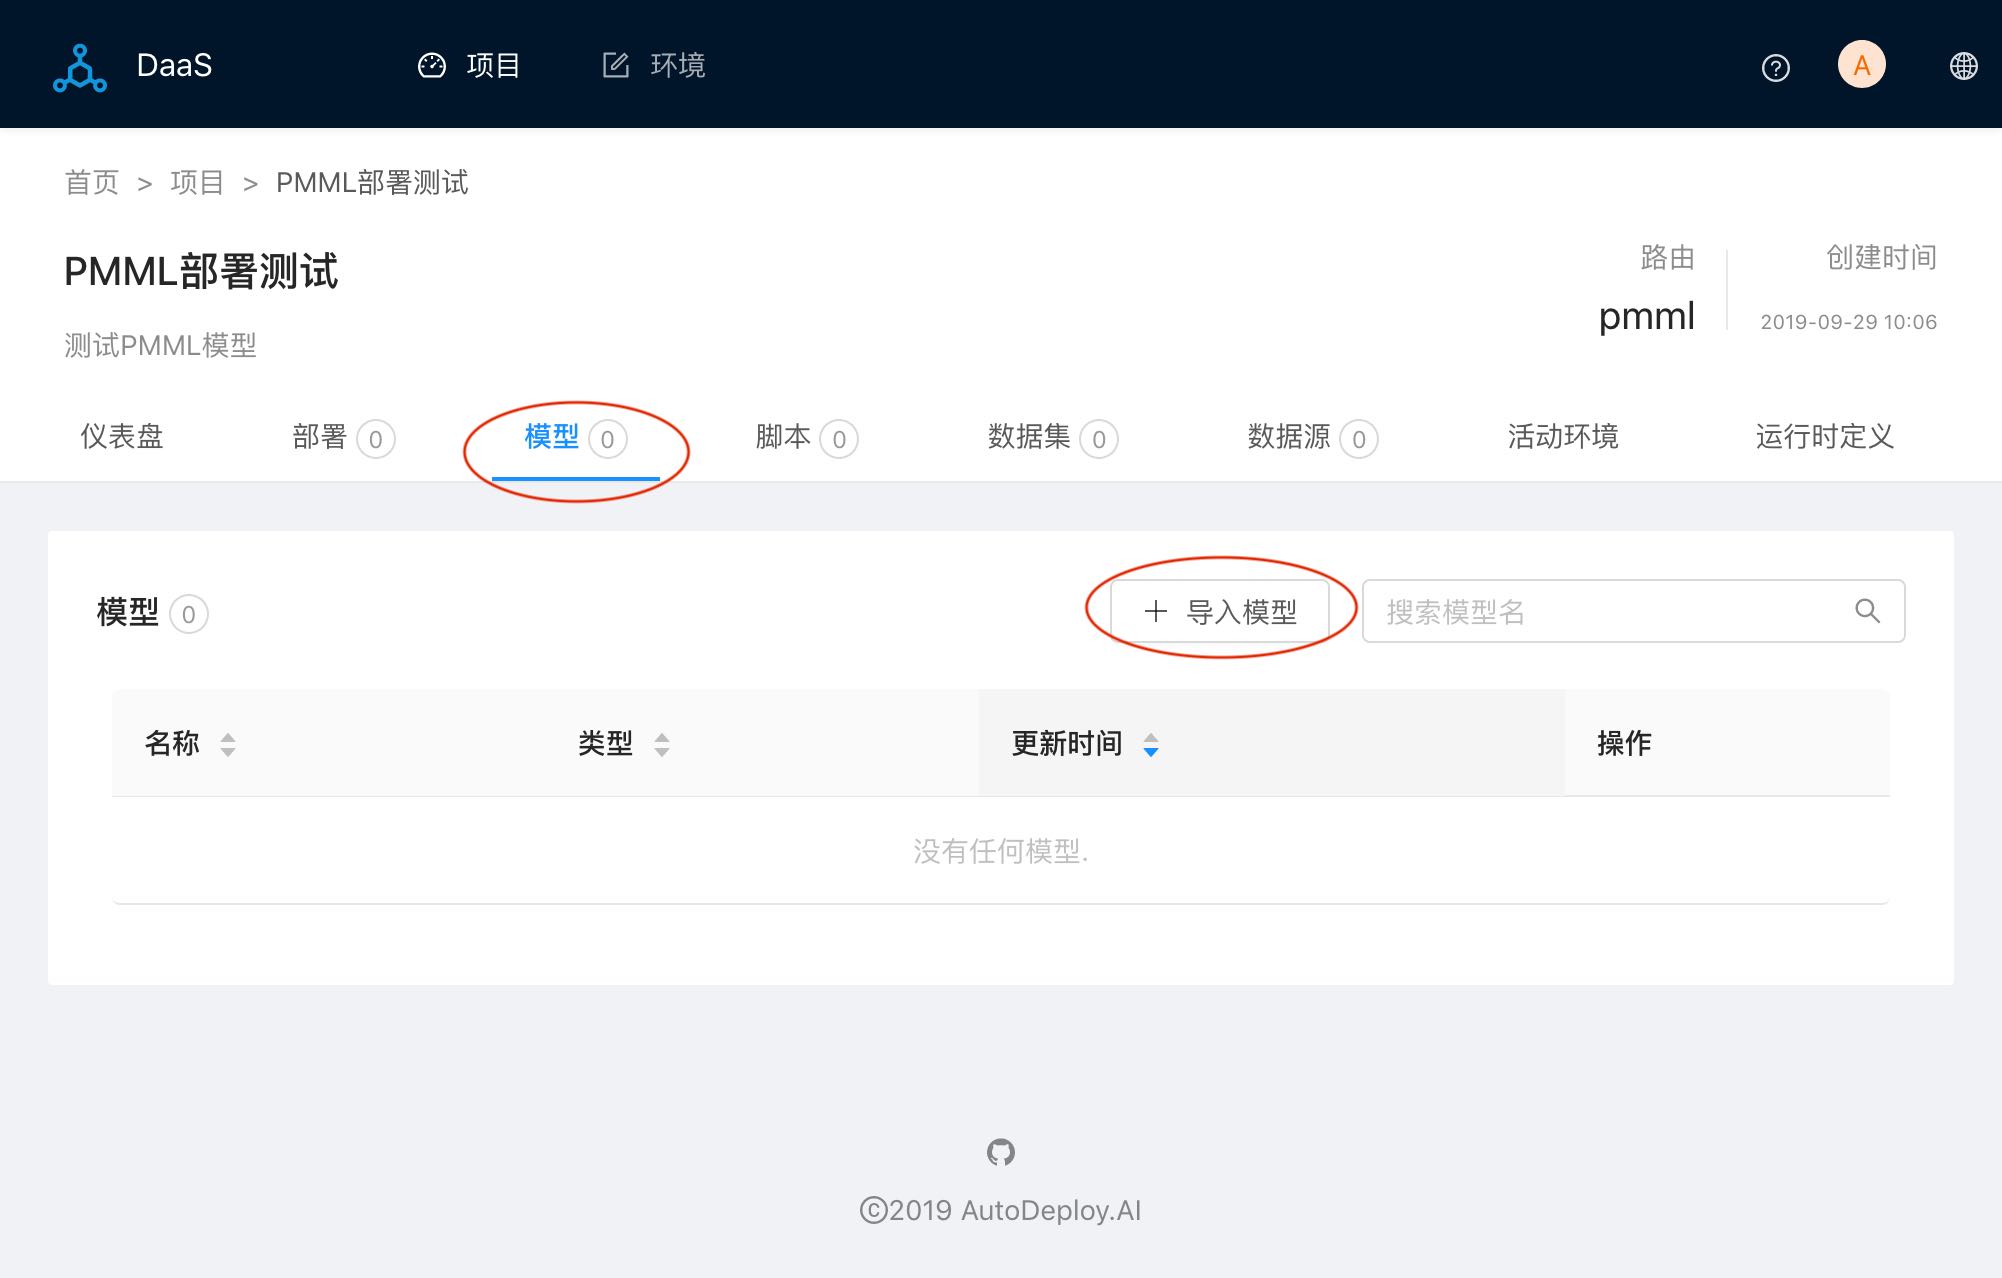 DaaS 项目 环境 A
首页 > 项目 > PMML部署测试
PMML部署测试
测试PMML模型
路由 创建时间
pmml 2019-09-29 10:06
仪表盘 部署 0 模型 0 脚本 0 数据集 0 数据源 0 活动环境 运行时定义
模型 0 + 导入模型 搜索模型名
名称 类型 更新时间 操作
没有任何模型.
©2019 AutoDeploy.AI